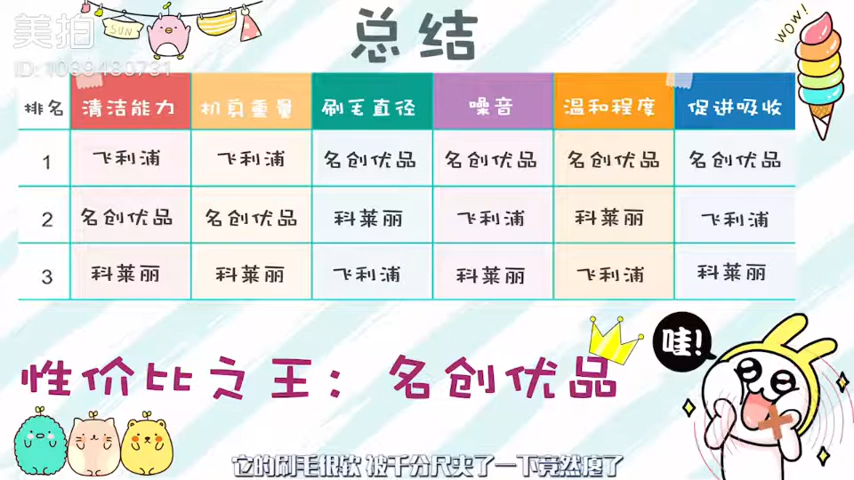 美拍
ID: 1039480731
SUN
总结
WOW!
排名 清洁能力 机身重量 刷毛直径 噪音 温和程度 促进吸收
1 飞利浦 飞利浦 名创优品 名创优品 名创优品 名创优品
2 名创优品 名创优品 科莱丽 飞利浦 科莱丽 飞利浦
3 科莱丽 科莱丽 飞利浦 科莱丽 飞利浦 科莱丽
哇!
性价比之王：名创优品
它的刷毛很软 被千分尺夹了一下竟然瘪了